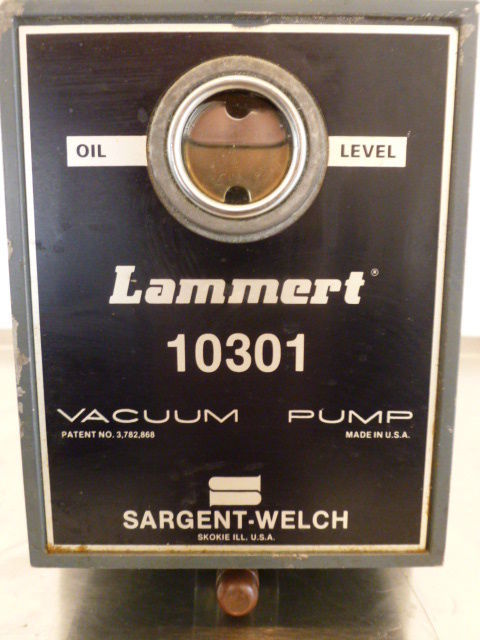 OIL LEVEL
Lammert®
10301
VACUUM PUMP
PATENT NO. 3,782,868 MADE IN U.S.A.
SARGENT-WELCH
SKOKIE ILL. U.S.A.